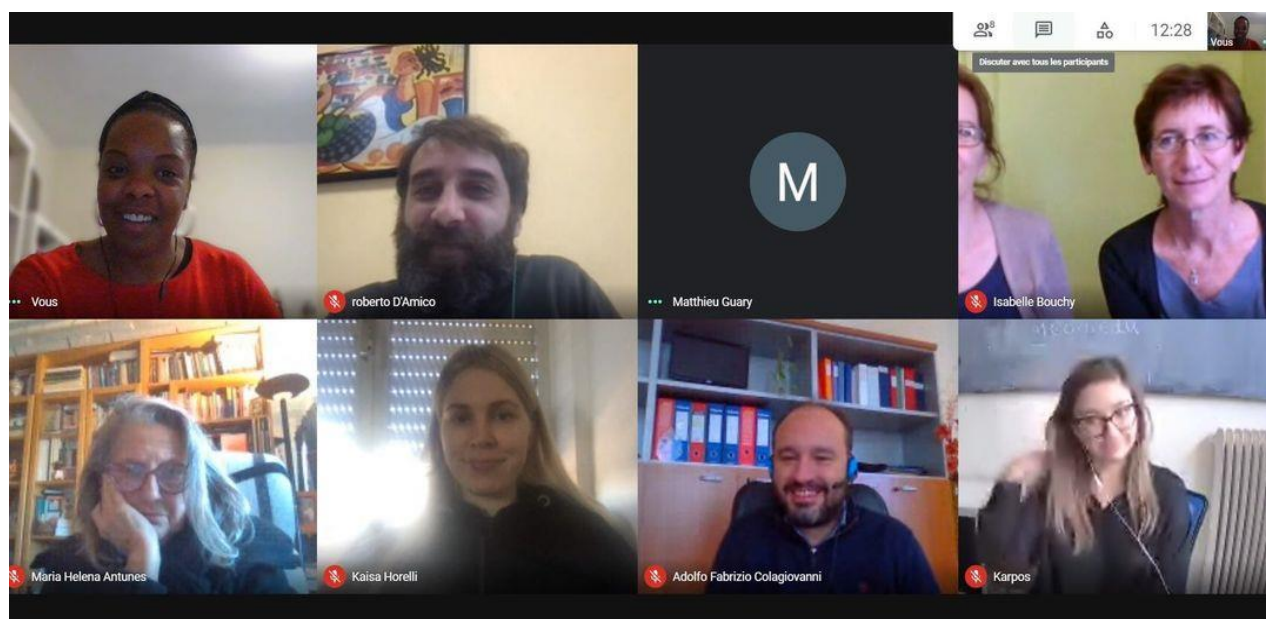 8
12:28
Vous
Discuter avec tous les participants
Vous
roberto D'Amico
M
Matthieu Guary
Isabelle Bouchy
Maria Helena Antunes
Kaisa Horelli
Adolfo Fabrizio Colagiovanni
Karpos